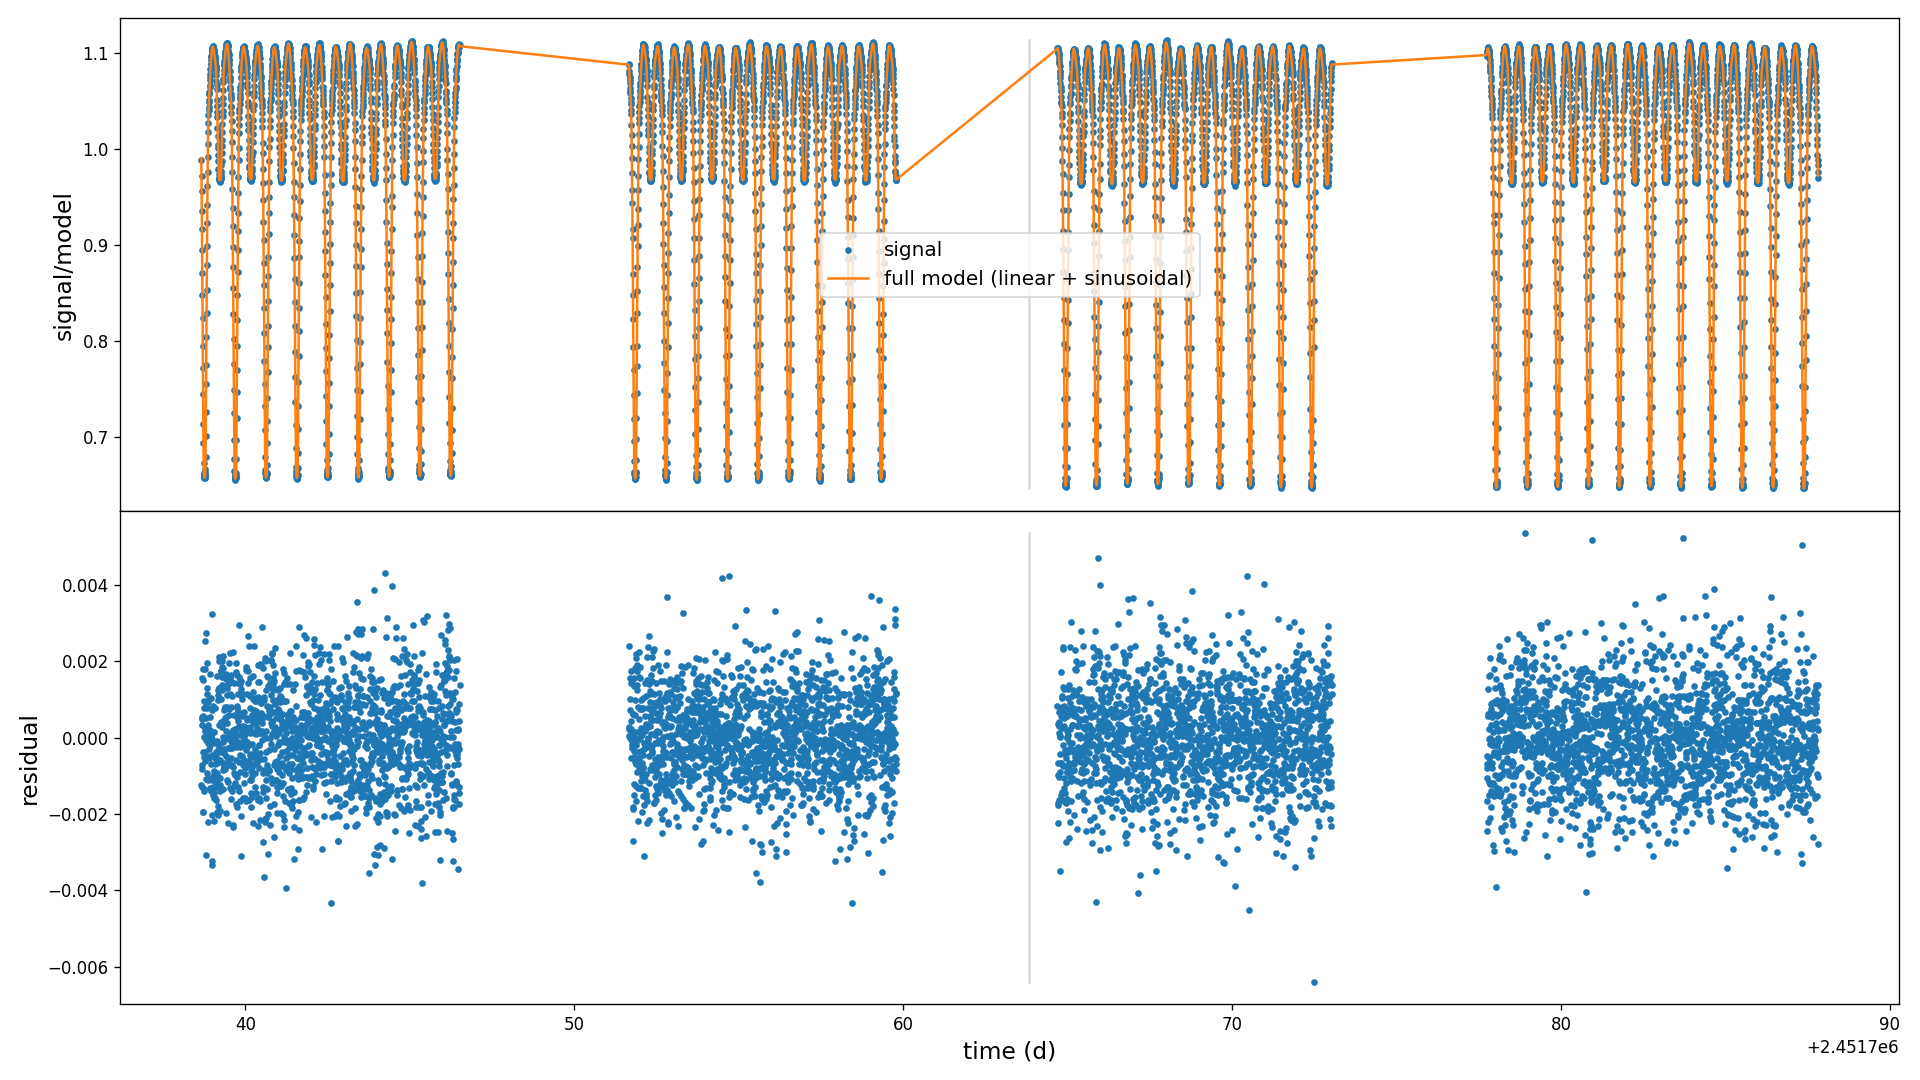 1.1
1.0
0.9
0.8
0.7
signal/model
signal
full model (linear + sinusoidal)
0.004
0.002
0.000
−0.002
−0.004
−0.006
residual
40
50
60
70
80
90
time (d)
+2.4517e6